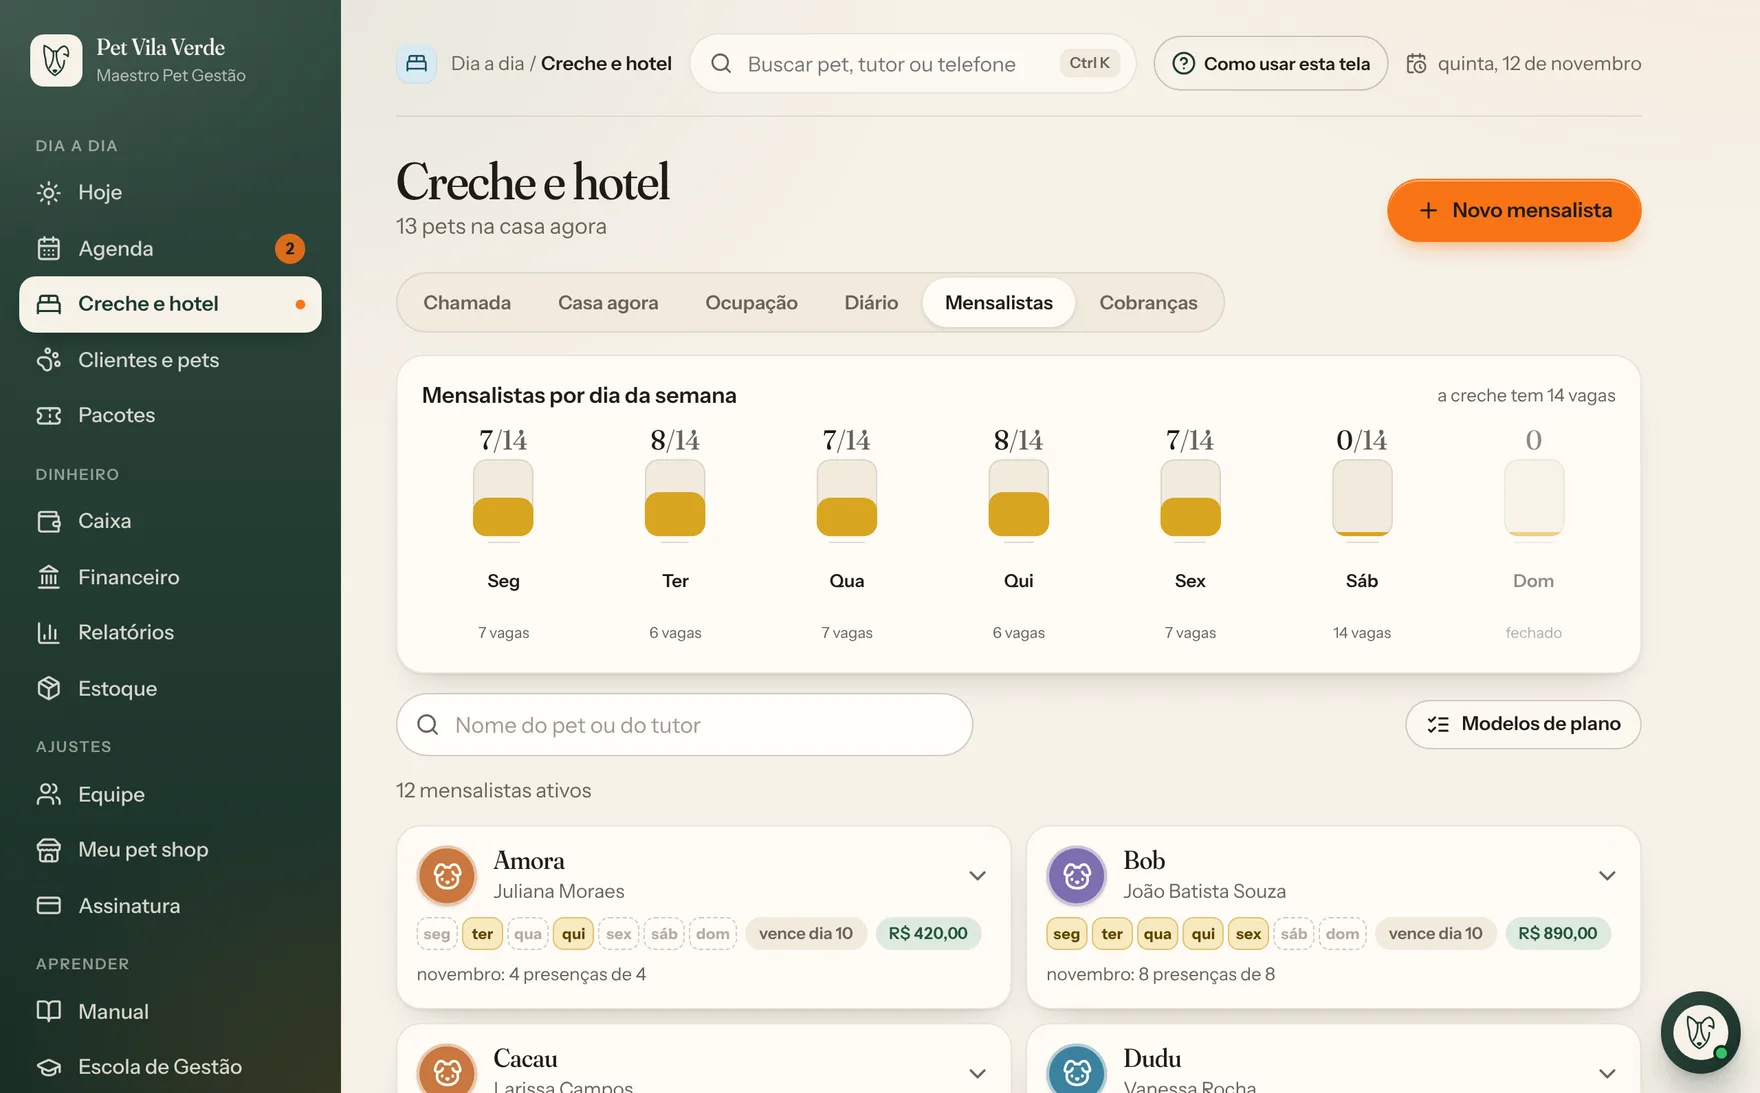 Pet Vila Verde
Maestro Pet Gestão
DIA A DIA
Hoje
Agenda 2
Creche e hotel
Clientes e pets
Pacotes
DINHEIRO
Caixa
Financeiro
Relatórios
Estoque
AJUSTES
Equipe
Meu pet shop
Assinatura
APRENDER
Manual
Escola de Gestão
Dia a dia / Creche e hotel
Buscar pet, tutor ou telefone Ctrl K
Como usar esta tela
quinta, 12 de novembro
Creche e hotel
13 pets na casa agora
+ Novo mensalista
Chamada Casa agora Ocupação Diário Mensalistas Cobranças
Mensalistas por dia da semana
a creche tem 14 vagas
7/14 8/14 7/14 8/14 7/14 0/14 0
Seg Ter Qua Qui Sex Sáb Dom
7 vagas 6 vagas 7 vagas 6 vagas 7 vagas 14 vagas fechado
Nome do pet ou do tutor
Modelos de plano
12 mensalistas ativos
Amora
Juliana Moraes
seg ter qua qui sex sáb dom vence dia 10 R$ 420,00
novembro: 4 presenças de 4
Bob
João Batista Souza
seg ter qua qui sex sáb dom vence dia 10 R$ 890,00
novembro: 8 presenças de 8
Cacau
Larissa Campos
Dudu
Vanessa Rocha